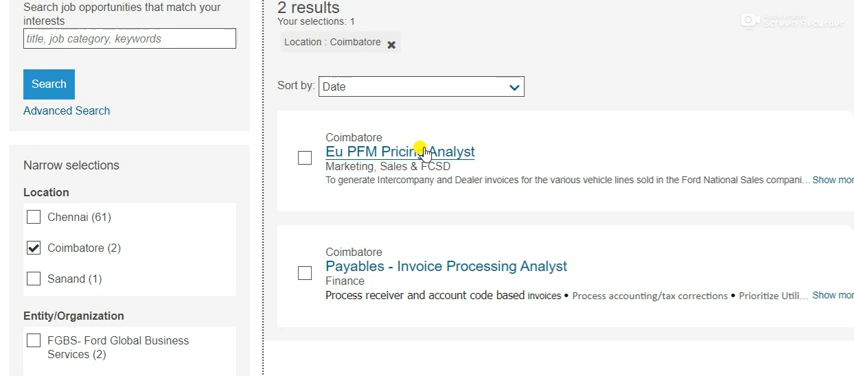 Search job opportunities that match your
interests
title, job category, keywords
Search
Advanced Search
Narrow selections
Location
Chennai (61)
Coimbatore (2)
Sanand (1)
Entity/Organization
FGBS- Ford Global Business
Services (2)
2 results
Your selections: 1
Location : Coimbatore
Sort by: Date
Coimbatore
Eu PFM Pricing Analyst
Marketing, Sales & FCSD
To generate Intercompany and Dealer invoices for the various vehicle lines sold in the Ford National Sales compani... Show mor
Coimbatore
Payables - Invoice Processing Analyst
Finance
Process receiver and account code based invoices • Process accounting/tax corrections • Prioritize Utili... Show mor